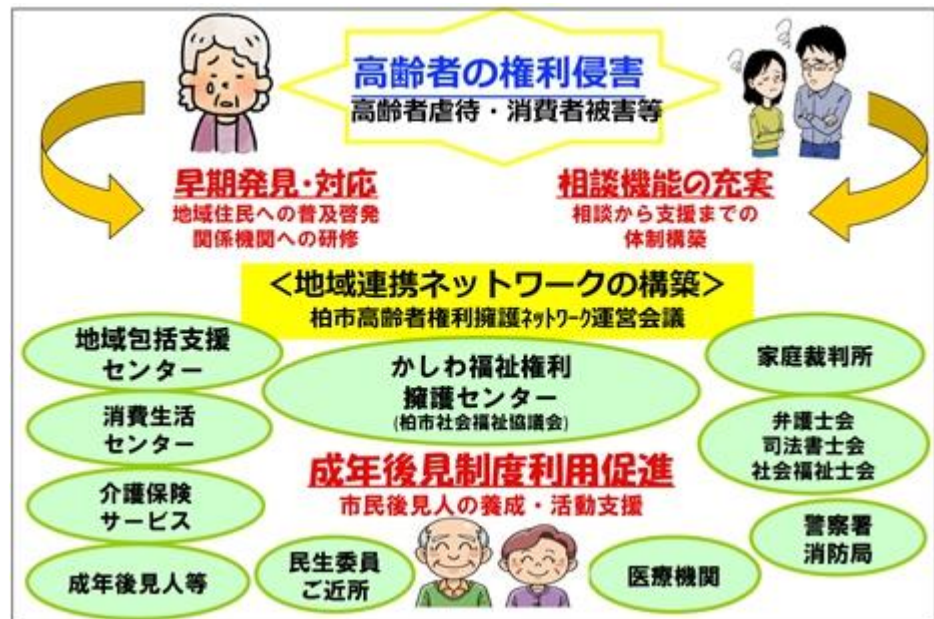 高齢者の権利侵害
高齢者虐待・消費者被害等
早期発見・対応
地域住民への普及啓発
関係機関への研修
相談機能の充実
相談から支援までの
体制構築
＜地域連携ネットワークの構築＞
柏市高齢者権利擁護ネットワーク運営会議
地域包括支援
センター
かしわ福祉権利
擁護センター
(柏市社会福祉協議会)
家庭裁判所
消費生活
センター
弁護士会
司法書士会
社会福祉士会
成年後見制度利用促進
市民後見人の養成・活動支援
介護保険
サービス
警察署
消防局
成年後見人等
民生委員
ご近所
医療機関